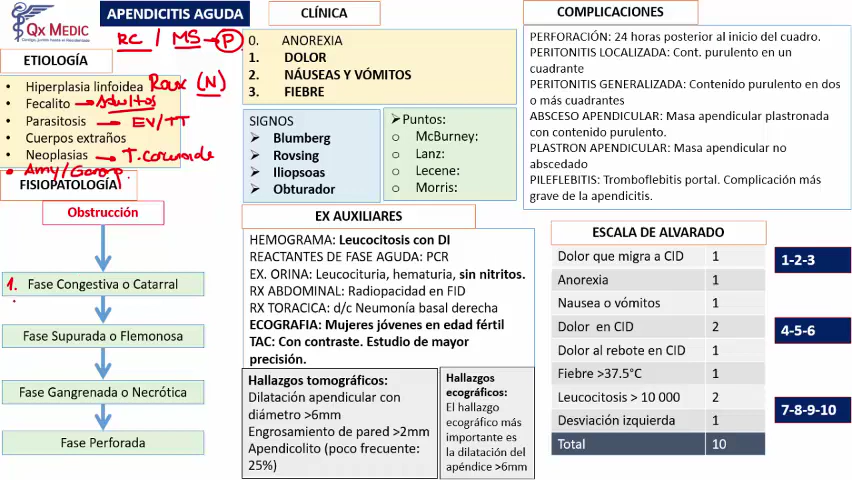 Qx MEDIC
APENDICITIS AGUDA
RC / MS → P
ETIOLOGÍA
• Hiperplasia linfoidea Roux (N)
• Fecalito → Adultos
• Parasitosis → EV/TT
• Cuerpos extraños
• Neoplasias → T. Carcinoide
• Amy/Garap.
FISIOPATOLOGÍA
Obstrucción
1. Fase Congestiva o Catarral
Fase Supurada o Flemonosa
Fase Gangrenada o Necrótica
Fase Perforada
CLÍNICA
0. ANOREXIA
1. DOLOR
2. NÁUSEAS Y VÓMITOS
3. FIEBRE
SIGNOS
➢ Blumberg
➢ Rovsing
➢ Iliopsoas
➢ Obturador
➢Puntos:
o McBurney:
o Lanz:
o Lecene:
o Morris:
EX AUXILIARES
HEMOGRAMA: Leucocitosis con DI
REACTANTES DE FASE AGUDA: PCR
EX. ORINA: Leucocituria, hematuria, sin nitritos.
RX ABDOMINAL: Radiopacidad en FID
RX TORACICA: d/c Neumonía basal derecha
ECOGRAFIA: Mujeres jóvenes en edad fértil
TAC: Con contraste. Estudio de mayor
precisión.
Hallazgos tomográficos:
Dilatación apendicular con
diámetro >6mm
Engrosamiento de pared >2mm
Apendicolito (poco frecuente:
25%)
Hallazgos
ecográficos:
El hallazgo
ecográfico más
importante es
la dilatación del
apéndice >6mm
COMPLICACIONES
PERFORACIÓN: 24 horas posterior al inicio del cuadro.
PERITONITIS LOCALIZADA: Cont. purulento en un
cuadrante
PERITONITIS GENERALIZADA: Contenido purulento en dos
o más cuadrantes
ABSCESO APENDICULAR: Masa apendicular plastronada
con contenido purulento.
PLASTRON APENDICULAR: Masa apendicular no
abscedado
PILEFLEBITIS: Tromboflebitis portal. Complicación más
grave de la apendicitis.
ESCALA DE ALVARADO
Dolor que migra a CID 1
Anorexia 1
Nausea o vómitos 1
Dolor en CID 2
Dolor al rebote en CID 1
Fiebre >37.5°C 1
Leucocitosis > 10 000 2
Desviación izquierda 1
Total 10
1-2-3
4-5-6
7-8-9-10